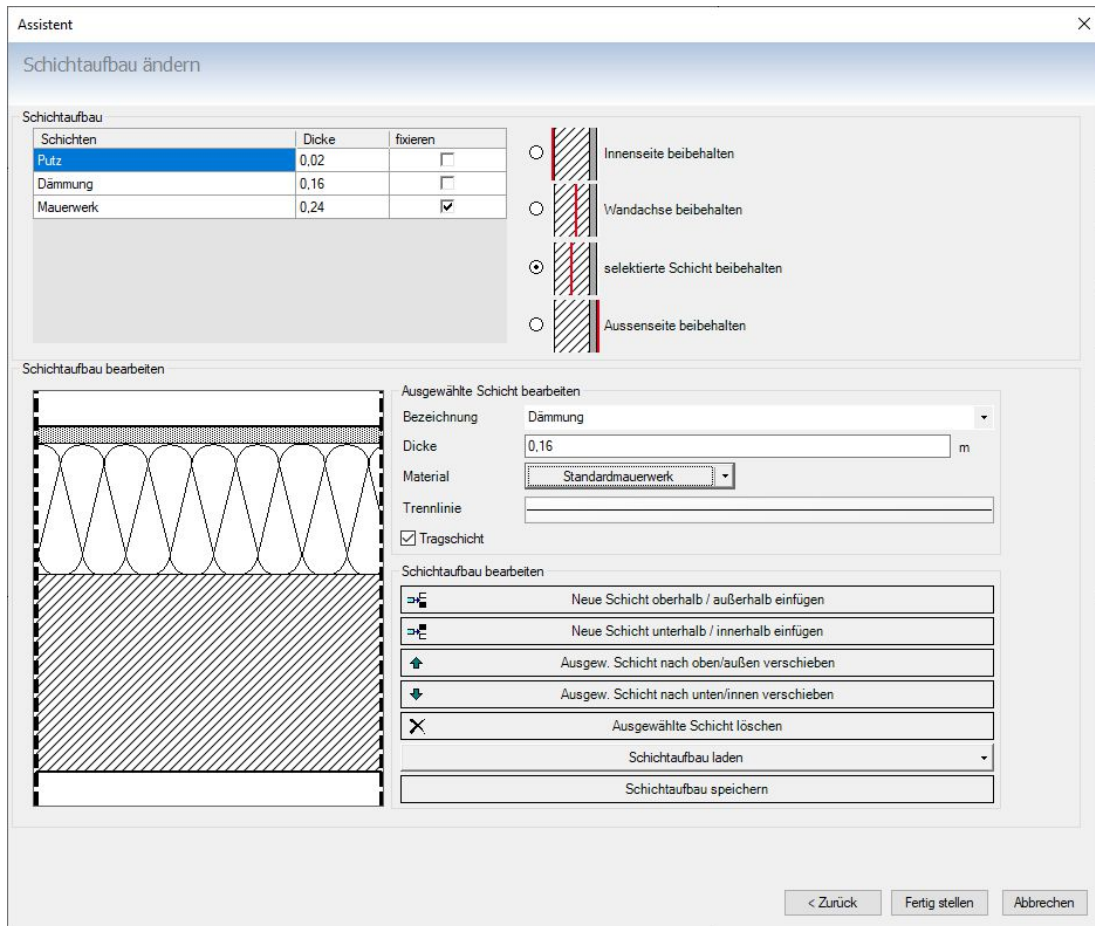 Assistent
Schichtaufbau ändern
Schichtaufbau
Schichten Dicke fixieren
Putz 0,02
Dämmung 0,16
Mauerwerk 0,24
Innenseite beibehalten
Wandachse beibehalten
selektierte Schicht beibehalten
Aussenseite beibehalten
Schichtaufbau bearbeiten
Ausgewählte Schicht bearbeiten
Bezeichnung Dämmung
Dicke 0,16 m
Material Standardmauerwerk
Trennlinie
Tragschicht
Schichtaufbau bearbeiten
Neue Schicht oberhalb / außerhalb einfügen
Neue Schicht unterhalb / innerhalb einfügen
Ausgew. Schicht nach oben/außen verschieben
Ausgew. Schicht nach unten/innen verschieben
Ausgewählte Schicht löschen
Schichtaufbau laden
Schichtaufbau speichern
< Zurück Fertig stellen Abbrechen